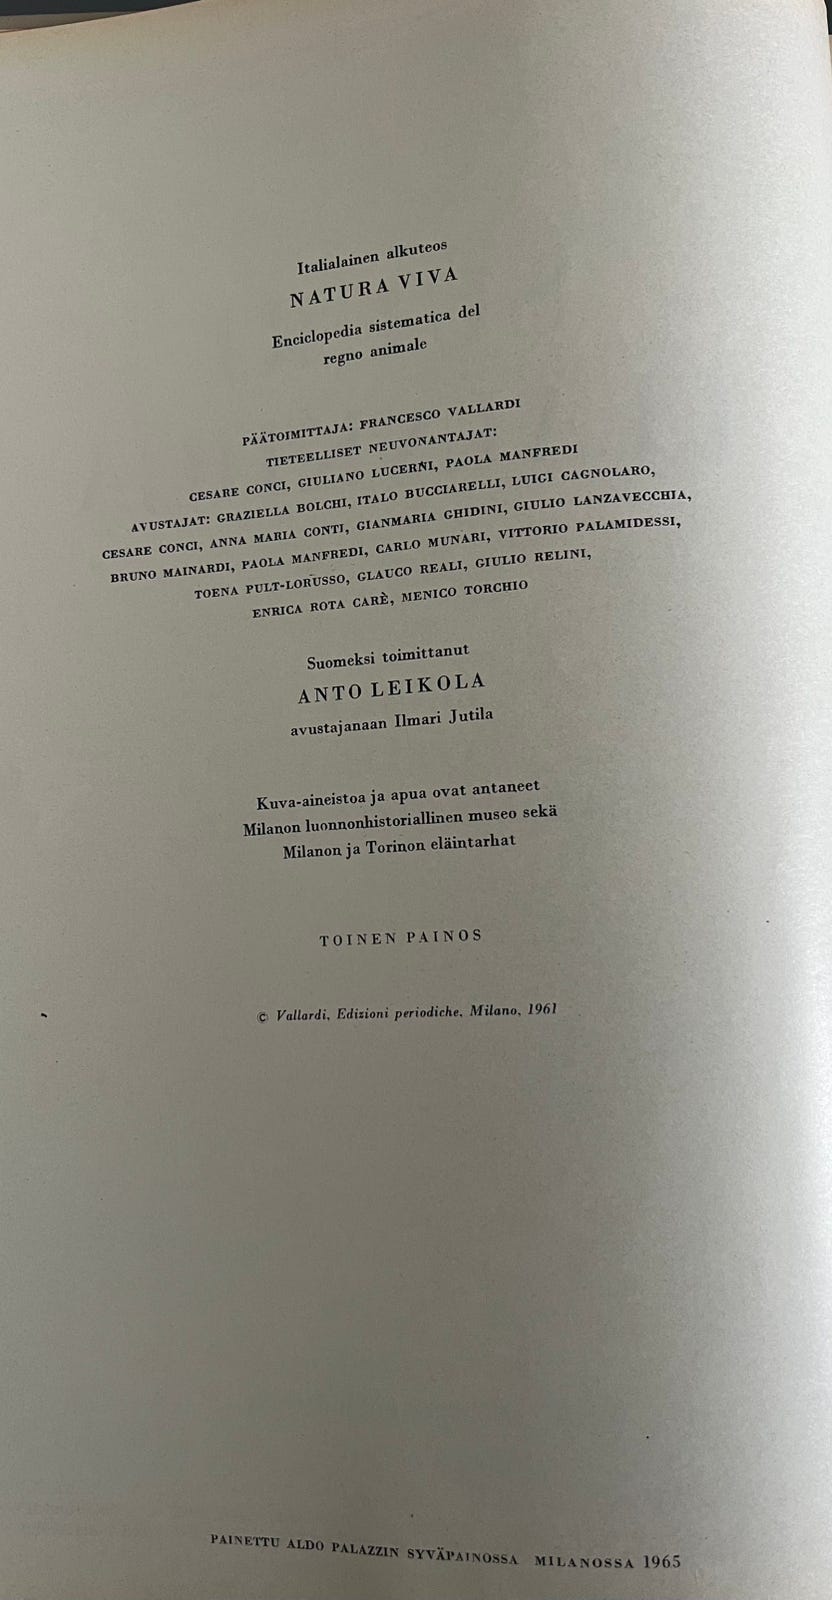 Italialainen alkuteos
NATURA VIVA
Enciclopedia sistematica del
regno animale
PÄÄTOIMITTAJA: FRANCESCO VALLARDI
TIETEELLISET NEUVONANTAJAT:
CESARE CONCI, GIULIANO LUCERNI, PAOLA MANFREDI
AVUSTAJAT: GRAZIELLA BOLCHI, ITALO BUCCIARELLI, LUIGI CAGNOLARO,
CESARE CONCI, ANNA MARIA CONTI, GIANMARIA GHIDINI, GIULIO LANZAVECCHIA,
BRUNO MAINARDI, PAOLA MANFREDI, CARLO MUNARI, VITTORIO PALAMIDESSI,
TOENA PULT-LORUSSO, GLAUCO REALI, GIULIO RELINI,
ENRICA ROTA CARÈ, MENICO TORCHIO
Suomeksi toimittanut
ANTO LEIKOLA
avustajanaan Ilmari Jutila
Kuva-aineistoa ja apua ovat antaneet
Milanon luonnonhistoriallinen museo sekä
Milanon ja Torinon eläintarhat
TOINEN PAINOS
© Vallardi, Edizioni periodiche, Milano, 1961
PAINETTU ALDO PALAZZIN SYVÄPAINOSSA MILANOSSA 1965